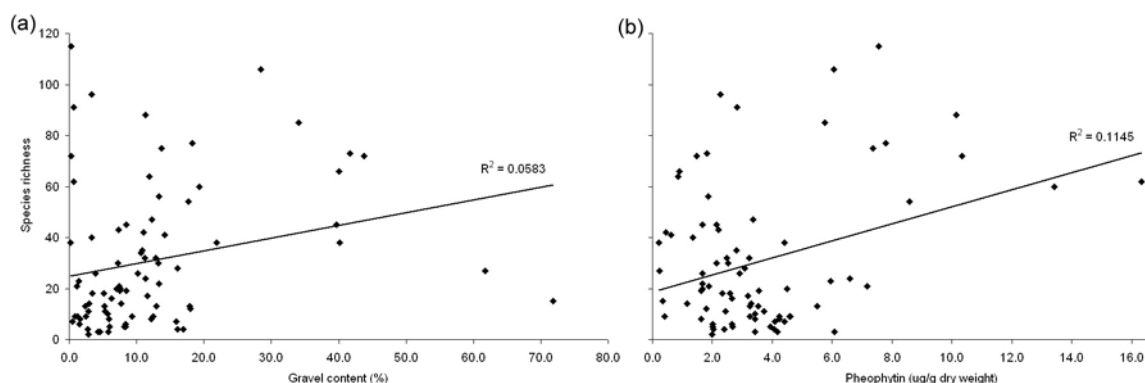 (a)
120
100
80
60
40
20
0
Species richness
R² = 0.0583
0.0 10.0 20.0 30.0 40.0 50.0 60.0 70.0 80.0
Gravel content (%)
(b)
R² = 0.1145
0.0 2.0 4.0 6.0 8.0 10.0 12.0 14.0 16.0
Pheophytin (ug/g dry weight)